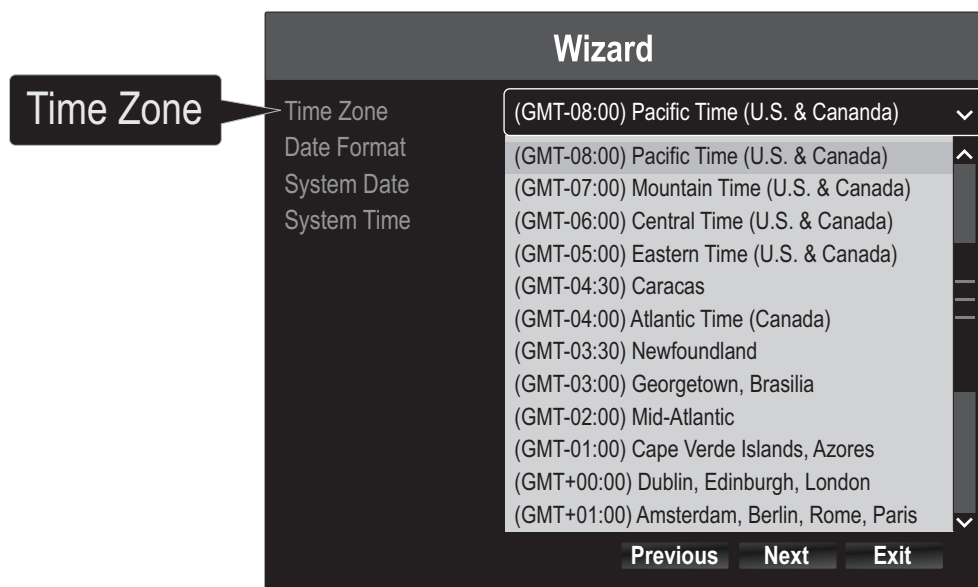 Wizard
Time Zone
Time Zone (GMT-08:00) Pacific Time (U.S. & Cananda)
Date Format
System Date
System Time
(GMT-08:00) Pacific Time (U.S. & Canada)
(GMT-07:00) Mountain Time (U.S. & Canada)
(GMT-06:00) Central Time (U.S. & Canada)
(GMT-05:00) Eastern Time (U.S. & Canada)
(GMT-04:30) Caracas
(GMT-04:00) Atlantic Time (Canada)
(GMT-03:30) Newfoundland
(GMT-03:00) Georgetown, Brasilia
(GMT-02:00) Mid-Atlantic
(GMT-01:00) Cape Verde Islands, Azores
(GMT+00:00) Dublin, Edinburgh, London
(GMT+01:00) Amsterdam, Berlin, Rome, Paris
Previous Next Exit